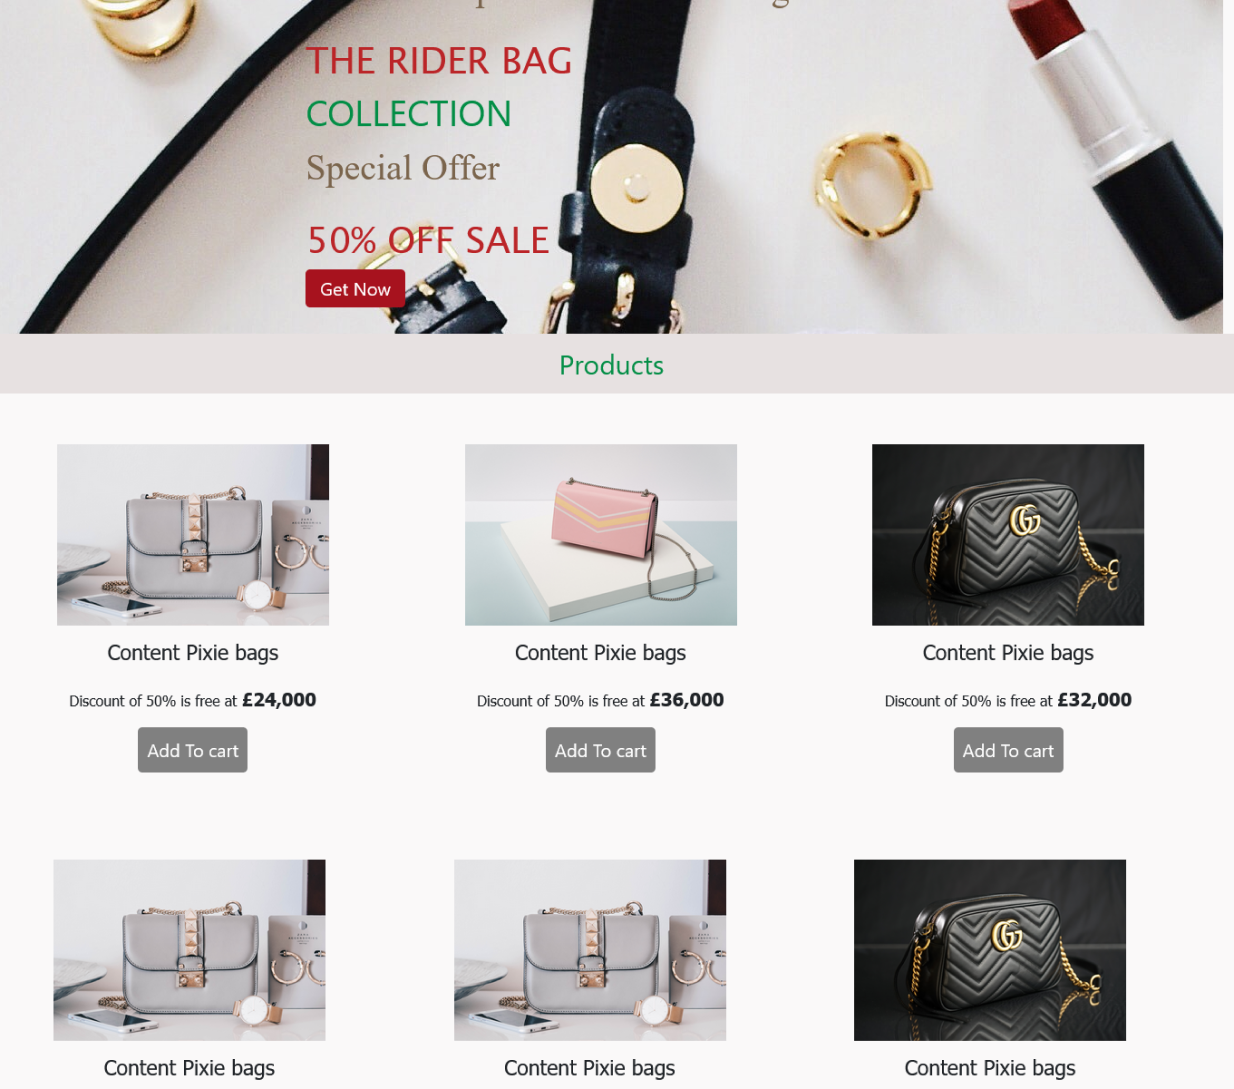 THE RIDER BAG
COLLECTION
Special Offer
50% OFF SALE
Get Now
Products
Content Pixie bags
Content Pixie bags
Content Pixie bags
Discount of 50% is free at £24,000
Discount of 50% is free at £36,000
Discount of 50% is free at £32,000
Add To cart
Add To cart
Add To cart
Content Pixie bags
Content Pixie bags
Content Pixie bags